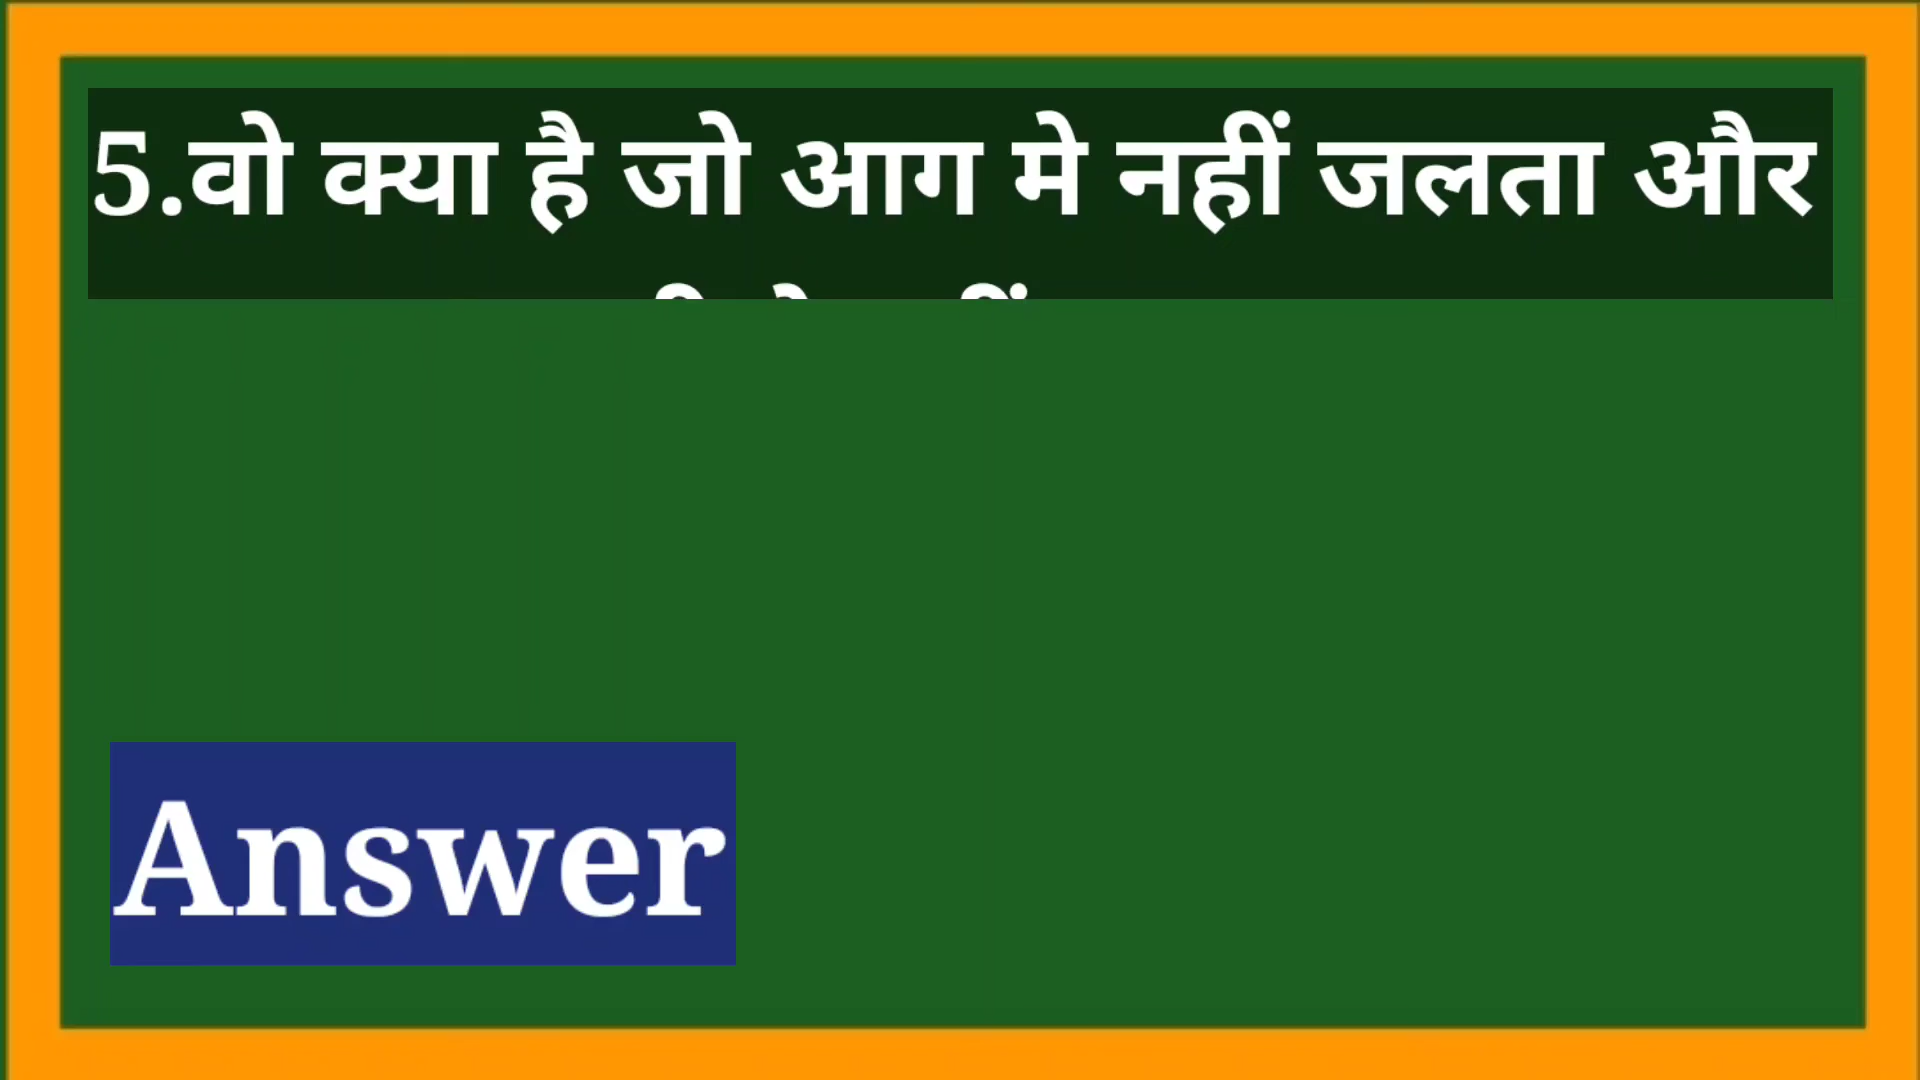 5.वो क्या है जो आग मे नहीं जलता और
Answer